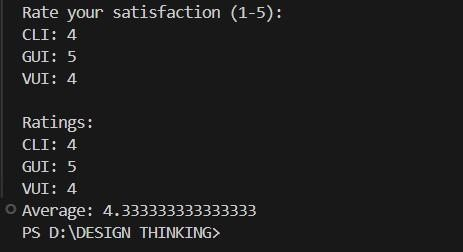 Rate your satisfaction (1-5):
CLI: 4
GUI: 5
VUI: 4
Ratings:
CLI: 4
GUI: 5
VUI: 4
Average: 4.333333333333333
PS D:\DESIGN THINKING>